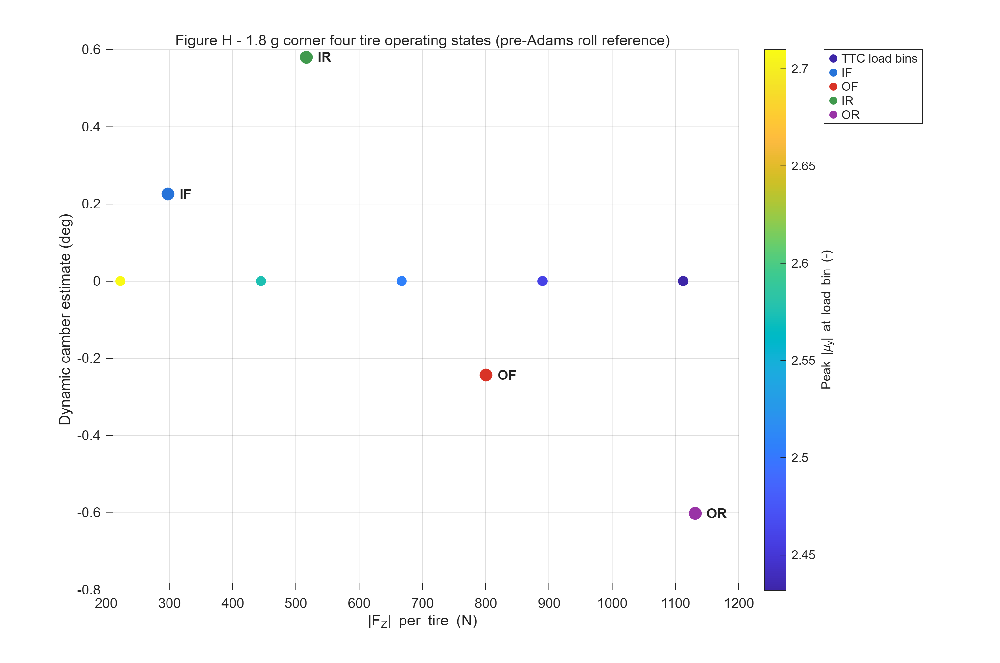 Figure H - 1.8 g corner four tire operating states (pre-Adams roll reference)
0.6
0.4
0.2
0
-0.2
-0.4
-0.6
-0.8
Dynamic camber estimate (deg)
IR
IF
OF
OR
200 300 400 500 600 700 800 900 1000 1100 1200
|F_Z| per tire (N)
2.7
2.65
2.6
2.55
2.5
2.45
Peak |μ_y| at load bin (-)
TTC load bins
IF
OF
IR
OR